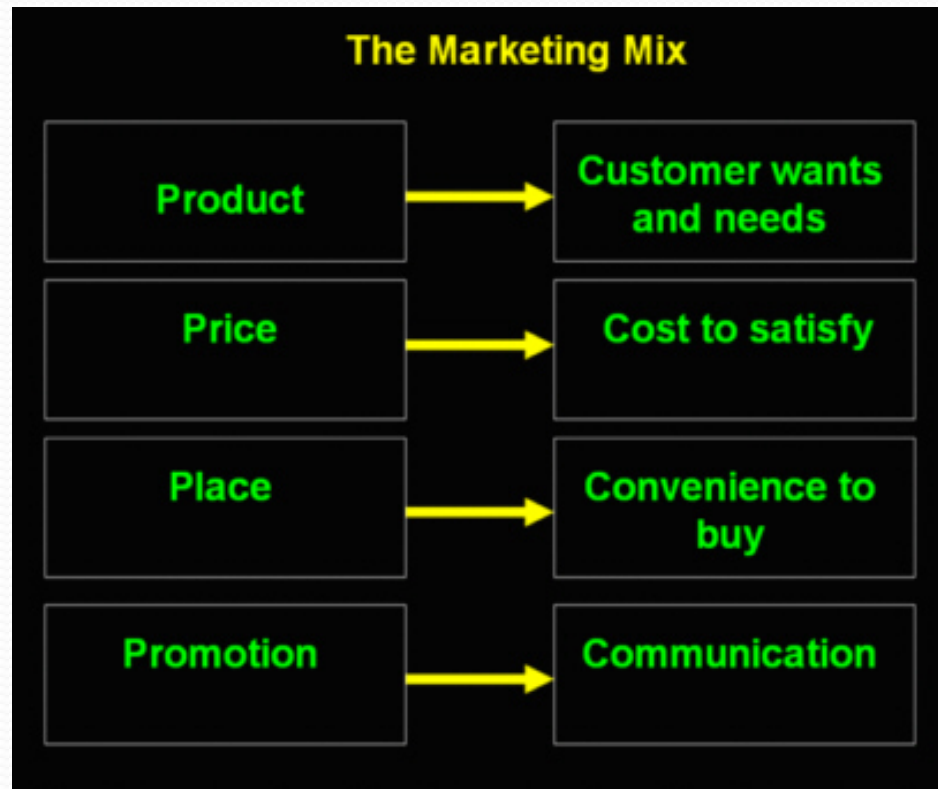 The Marketing Mix
Product
Customer wants
and needs
Price
Cost to satisfy
Place
Convenience to
buy
Promotion
Communication